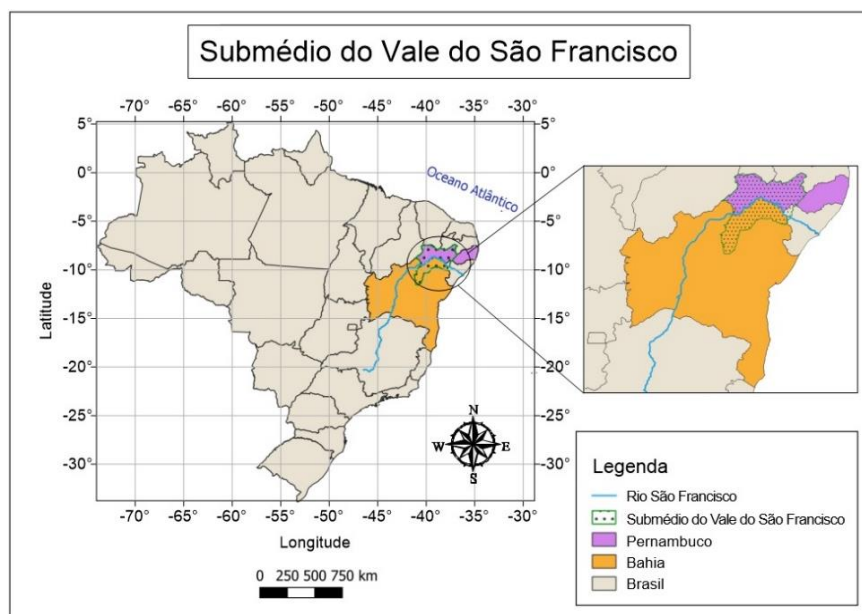 Submédio do Vale do São Francisco
-70° -65° -60° -55° -50° -45° -40° -35° -30°
5° 5°
0° 0°
Oceano Atlântico
-5° -5°
-10° -10°
-15° -15°
-20° -20°
-25° -25°
-30° -30°
Latitude
N
W E
S
-70° -65° -60° -55° -50° -45° -40° -35° -30°
Longitude
0 250 500 750 km
Legenda
Rio São Francisco
Submédio do Vale do São Francisco
Pernambuco
Bahia
Brasil